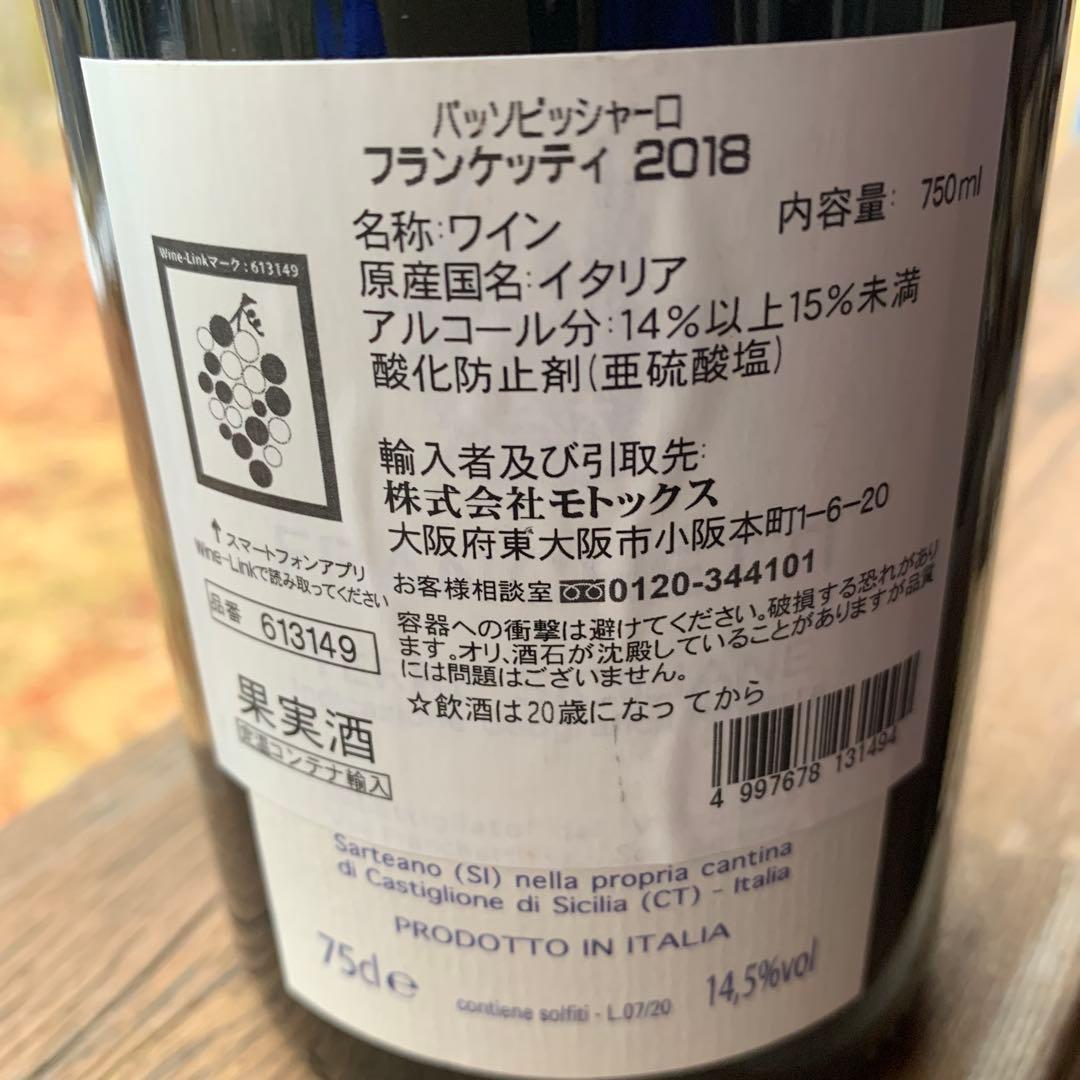 バッソピッシャーロ
フランケッティ 2018
名称:ワイン
内容量: 750ml
原産国名:イタリア
アルコール分:14%以上15%未満
酸化防止剤(亜硫酸塩)
Wine-Linkマーク:613149
↑スマートフォンアプリ
Wine-Linkで読み取ってください
品番 613149
果実酒
定温コンテナ輸入
輸入者及び引取先:
株式会社モトックス
大阪府東大阪市小阪本町1-6-20
お客様相談室 0120-344101
容器への衝撃は避けてください。破損する恐れがあり
ます。オリ、酒石が沈殿していることがありますが品質
には問題はございません。
☆飲酒は20歳になってから
4 997678 131494
Sarteano (SI) nella propria cantina
di Castiglione di Sicilia (CT) - Italia
PRODOTTO IN ITALIA
75cl e
14,5%vol
contiene solfiti - L.07/20